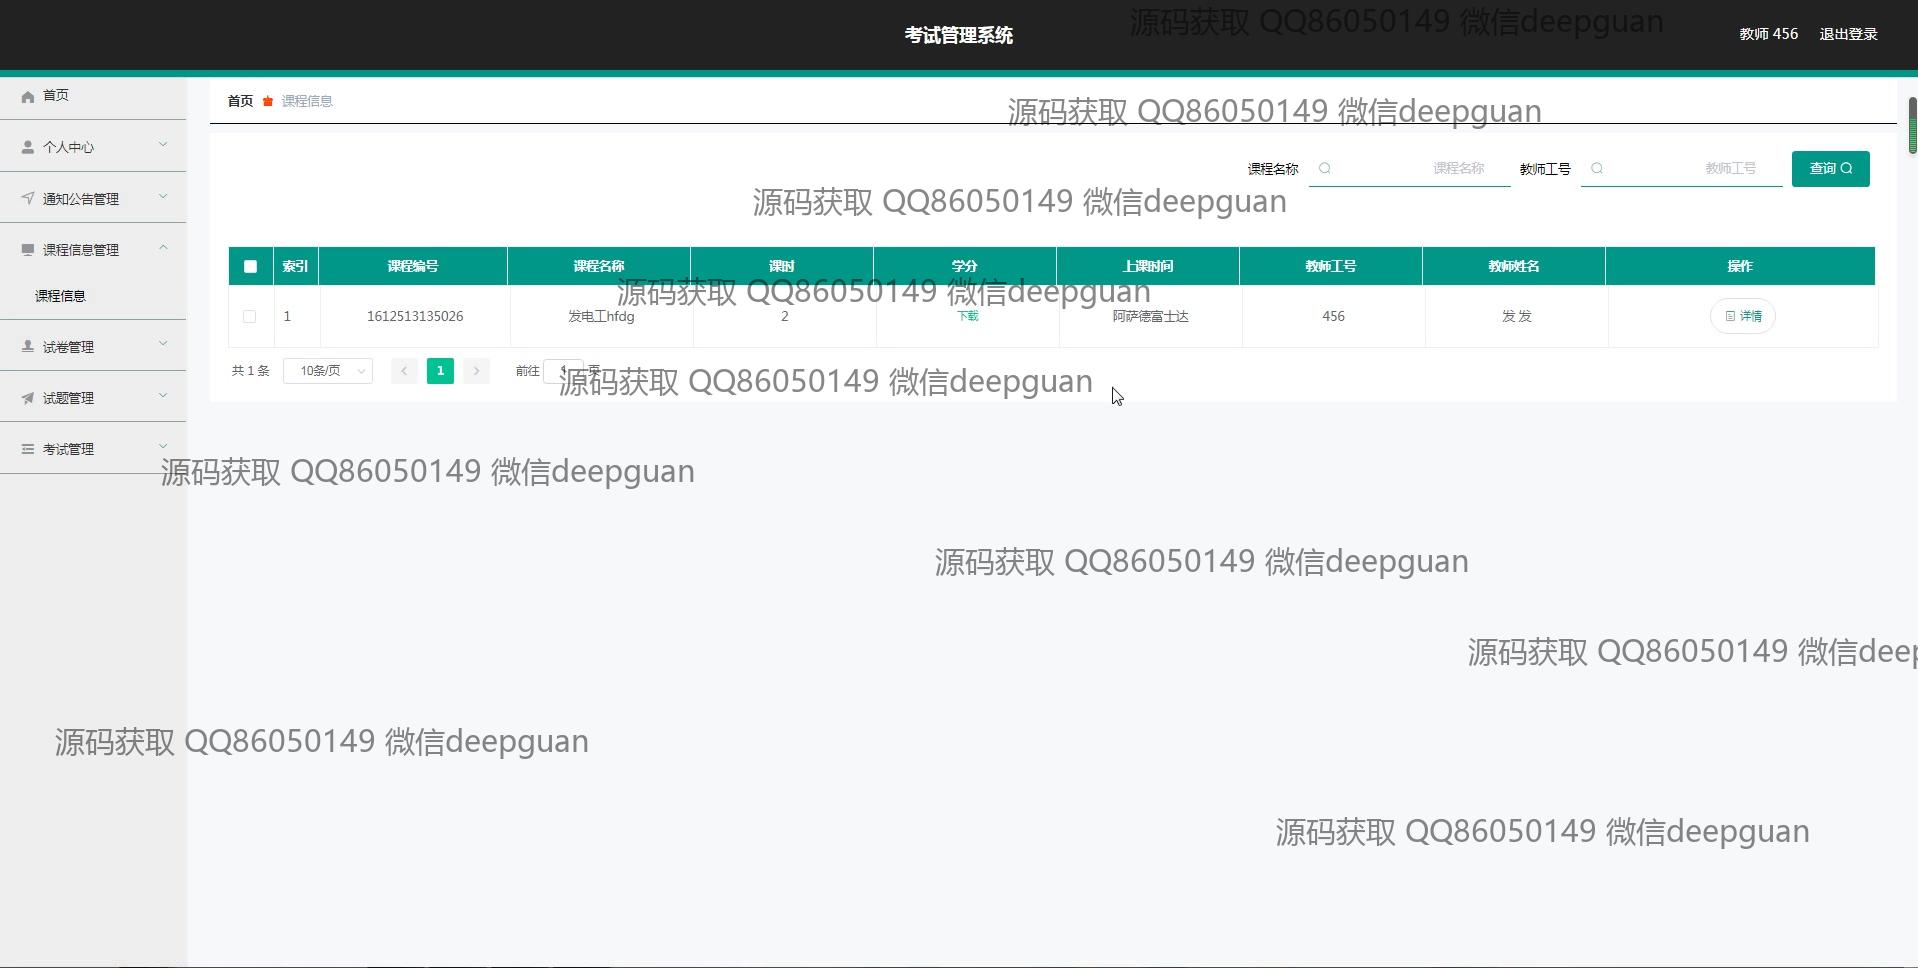 考试管理系统
源码获取 QQ86050149 微信deepguan
教师 456 退出登录
首页
首页 课程信息
源码获取 QQ86050149 微信deepguan
个人中心
课程名称 课程名称 教师工号 教师工号 查询
通知公告管理
源码获取 QQ86050149 微信deepguan
课程信息管理
索引 课程编号 课程名称 课时 学分 上课时间 教师工号 教师姓名 操作
源码获取 QQ86050149 微信deepguan
课程信息
1 1612513135026 发电工hfdg 2 下载 阿萨德富士达 456 发 发 详情
试卷管理
共 1 条 10条/页 1 前往 1 页
源码获取 QQ86050149 微信deepguan
试题管理
考试管理
源码获取 QQ86050149 微信deepguan
源码获取 QQ86050149 微信deepguan
源码获取 QQ86050149 微信deep
源码获取 QQ86050149 微信deepguan
源码获取 QQ86050149 微信deepguan